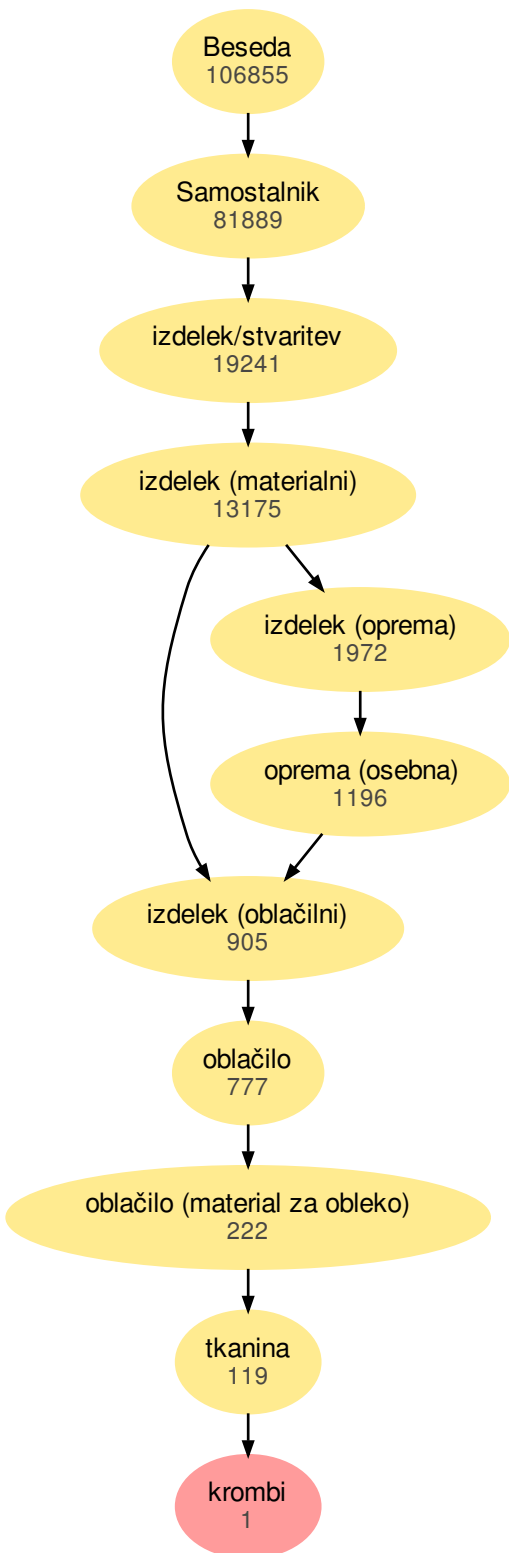 Beseda
106855
Samostalnik
81889
izdelek/stvaritev
19241
izdelek (materialni)
13175
izdelek (oprema)
1972
oprema (osebna)
1196
izdelek (oblačilni)
905
oblačilo
777
oblačilo (material za obleko)
222
tkanina
119
krombi
1